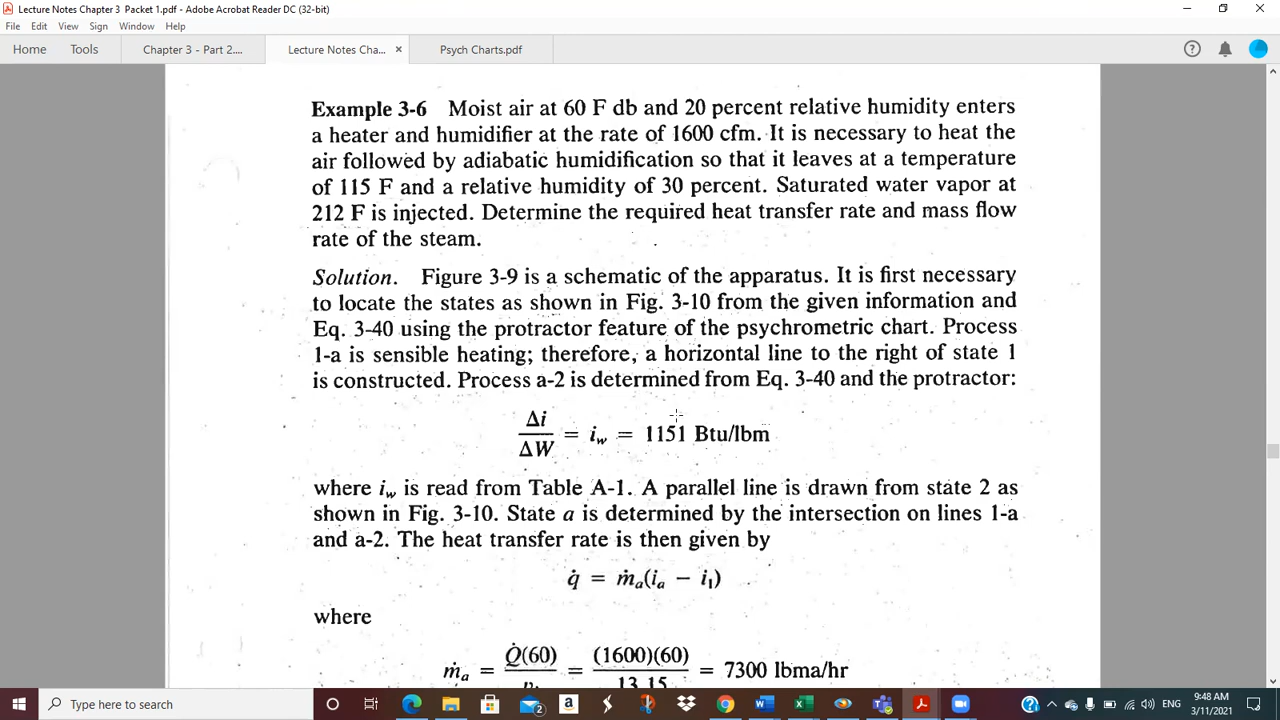 Lecture Notes Chapter 3 Packet 1.pdf - Adobe Acrobat Reader DC (32-bit)
File Edit View Sign Window Help
Home Tools Chapter 3 - Part 2.... Lecture Notes Cha... × Psych Charts.pdf
Example 3-6 Moist air at 60 F db and 20 percent relative humidity enters
a heater and humidifier at the rate of 1600 cfm. It is necessary to heat the
air followed by adiabatic humidification so that it leaves at a temperature
of 115 F and a relative humidity of 30 percent. Saturated water vapor at
212 F is injected. Determine the required heat transfer rate and mass flow
rate of the steam.
Solution. Figure 3-9 is a schematic of the apparatus. It is first necessary
to locate the states as shown in Fig. 3-10 from the given information and
Eq. 3-40 using the protractor feature of the psychrometric chart. Process
1-a is sensible heating; therefore, a horizontal line to the right of state 1
is constructed. Process a-2 is determined from Eq. 3-40 and the protractor:
Δi
ΔW = i_w = 1151 Btu/lbm
where i_w is read from Table A-1. A parallel line is drawn from state 2 as
shown in Fig. 3-10. State a is determined by the intersection on lines 1-a
and a-2. The heat transfer rate is then given by
q̇ = ṁ_a(i_a − i_1)
where
Q̇(60) (1600)(60)
ṁ_a = = = 7300 lbma/hr
13.15
Type here to search
2
ENG
9:48 AM
3/11/2021